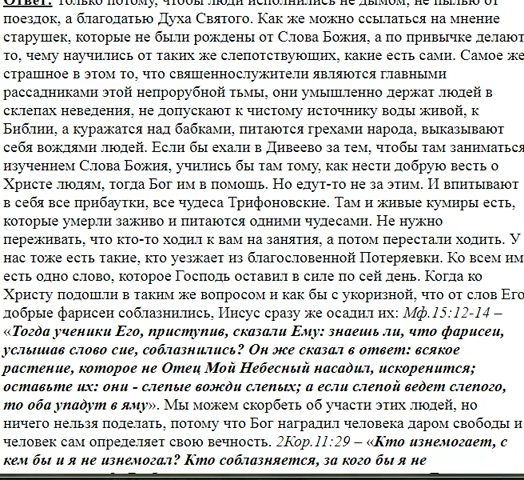 Ответ: Только потому, чтобы люди исполнились не дымом, не пылью от
поездок, а благодатью Духа Святого. Как же можно ссылаться на мнение
старушек, которые не были рождены от Слова Божия, а по привычке делают
то, чему научились от таких же слепотствующих, какие есть сами. Самое же
страшное в этом то, что священнослужители являются главными
рассадниками этой непрорубной тьмы, они умышленно держат людей в
склепах неведения, не допускают к чистому источнику воды живой, к
Библии, а куражатся над бабками, питаются грехами народа, выказывают
себя вождями людей. Если бы ехали в Дивеево за тем, чтобы там заниматься
изучением Слова Божия, учились бы там тому, как нести добрую весть о
Христе людям, тогда Бог им в помощь. Но едут-то не за этим. И впитывают
в себя все прибаутки, все чудеса Трифоновские. Там и живые кумиры есть,
которые умерли заживо и питаются одними чудесами. Не нужно
переживать, что кто-то ходил к вам на занятия, а потом перестали ходить. У
нас тоже есть такие, кто уезжает из благословенной Потеряевки. Ко всем им
есть одно слово, которое Господь оставил в силе по сей день. Когда ко
Христу подошли в таким же вопросом и как бы с укоризной, что от слов Его
добрые фарисеи соблазнились, Иисус сразу же осадил их: Мф.15:12-14 –
«Тогда ученики Его, приступив, сказали Ему: знаешь ли, что фарисеи,
услышав слово сие, соблазнились? Он же сказал в ответ: всякое
растение, которое не Отец Мой Небесный насадил, искоренится;
оставьте их: они - слепые вожди слепых; а если слепой ведет слепого,
то оба упадут в яму». Мы можем скорбеть об участи этих людей, но
ничего нельзя поделать, потому что Бог наградил человека даром свободы и
человек сам определяет свою вечность. 2Кор.11:29 – «Кто изнемогает, с
кем бы и я не изнемогал? Кто соблазняется, за кого бы я не